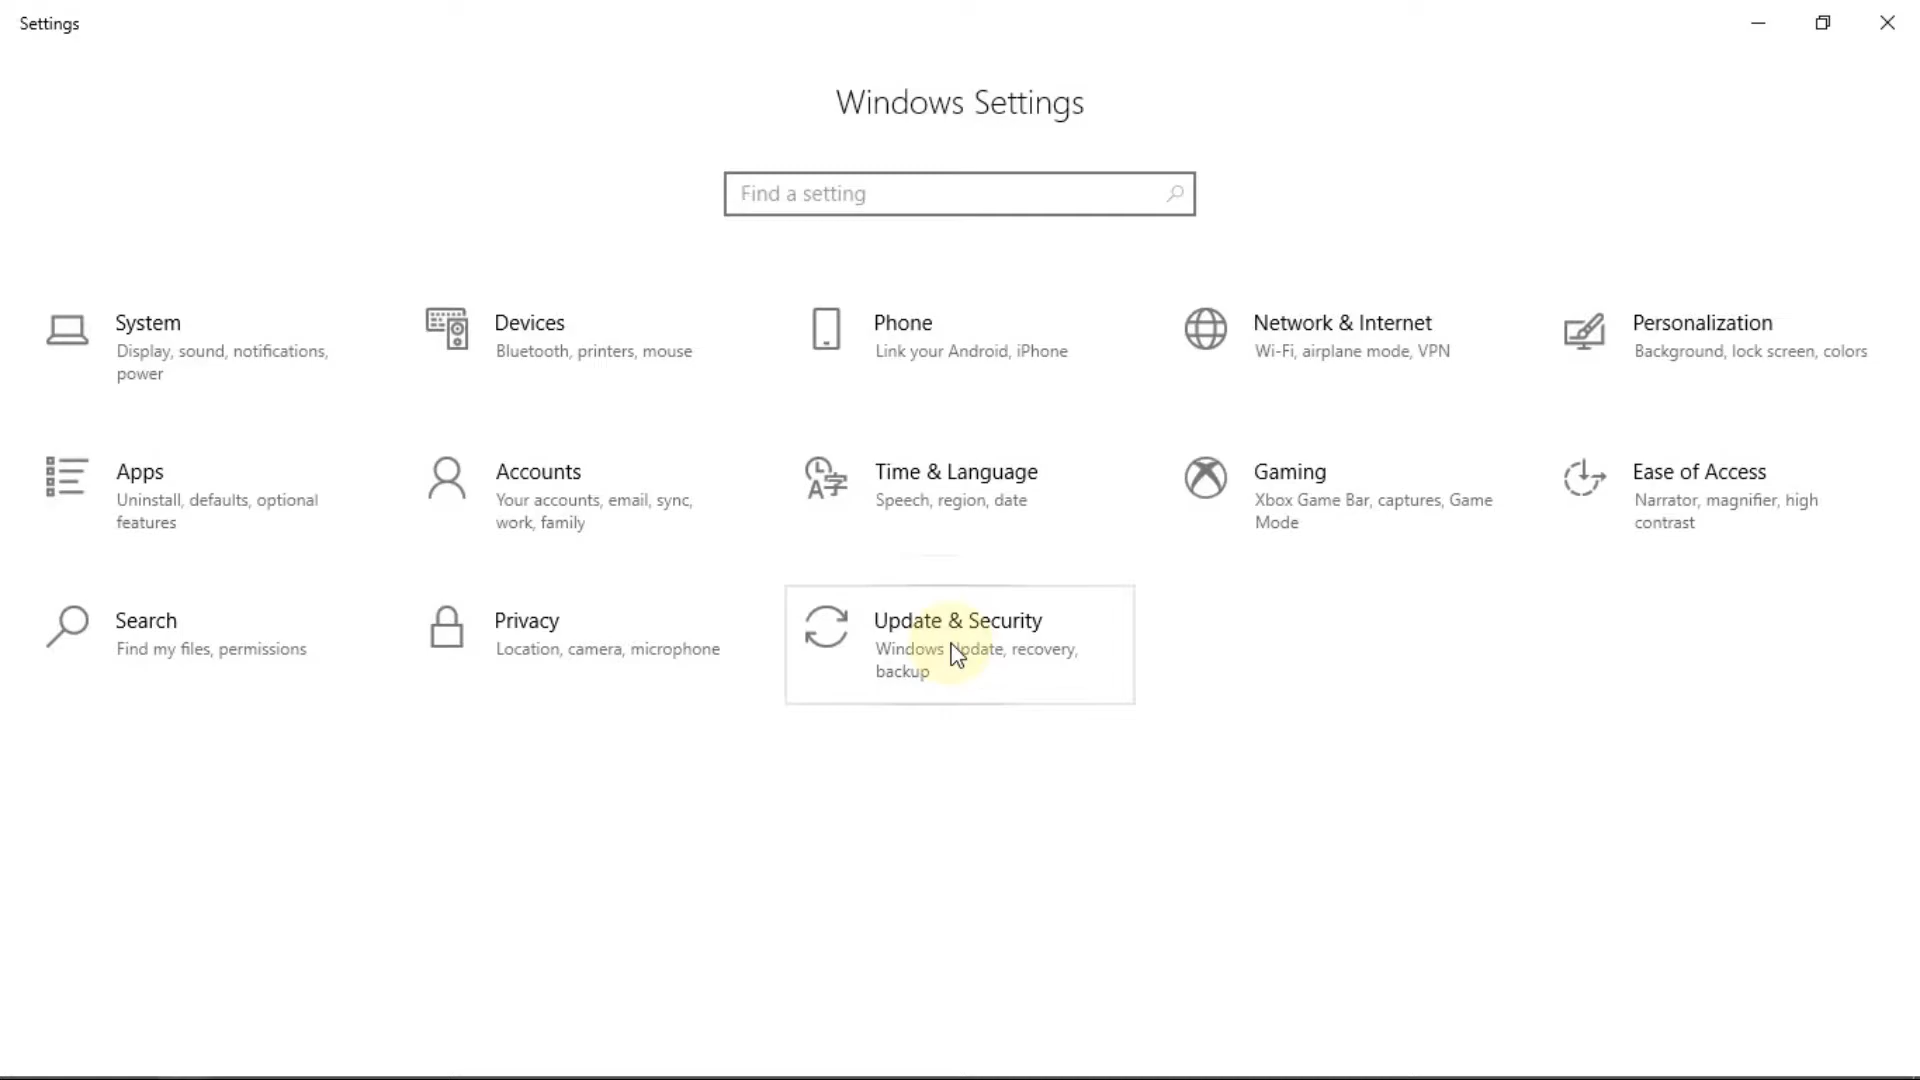 Settings
Windows Settings
Find a setting
System
Display, sound, notifications,
power
Devices
Bluetooth, printers, mouse
Phone
Link your Android, iPhone
Network & Internet
Wi-Fi, airplane mode, VPN
Personalization
Background, lock screen, colors
Apps
Uninstall, defaults, optional
features
Accounts
Your accounts, email, sync,
work, family
Time & Language
Speech, region, date
Gaming
Xbox Game Bar, captures, Game
Mode
Ease of Access
Narrator, magnifier, high
contrast
Search
Find my files, permissions
Privacy
Location, camera, microphone
Update & Security
Windows Update, recovery,
backup